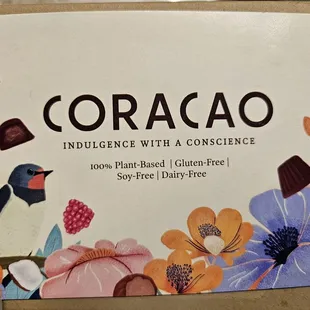 CORACAO
INDULGENCE WITH A CONSCIENCE
100% Plant-Based | Gluten-Free |
Soy-Free | Dairy-Free